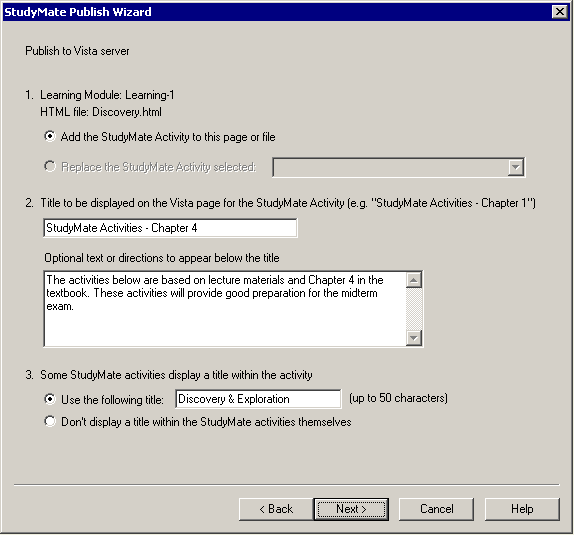 StudyMate Publish Wizard
Publish to Vista server
1. Learning Module: Learning-1
HTML file: Discovery.html
Add the StudyMate Activity to this page or file
Replace the StudyMate Activity selected:
2. Title to be displayed on the Vista page for the StudyMate Activity (e.g. "StudyMate Activities - Chapter 1")
StudyMate Activities - Chapter 4
Optional text or directions to appear below the title
The activities below are based on lecture materials and Chapter 4 in the
textbook. These activities will provide good preparation for the midterm
exam.
3. Some StudyMate activities display a title within the activity
Use the following title: Discovery & Exploration (up to 50 characters)
Don't display a title within the StudyMate activities themselves
< Back Next > Cancel Help